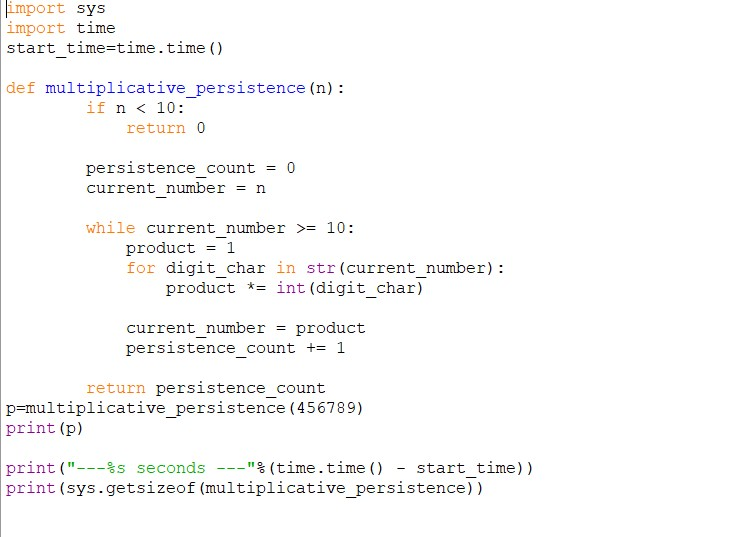 import sys
import time
start_time=time.time()
def multiplicative_persistence(n):
if n < 10:
return 0
persistence_count = 0
current_number = n
while current_number >= 10:
product = 1
for digit_char in str(current_number):
product *= int(digit_char)
current_number = product
persistence_count += 1
return persistence_count
p=multiplicative_persistence(456789)
print(p)
print("---%s seconds ---"%(time.time() - start_time))
print(sys.getsizeof(multiplicative_persistence))